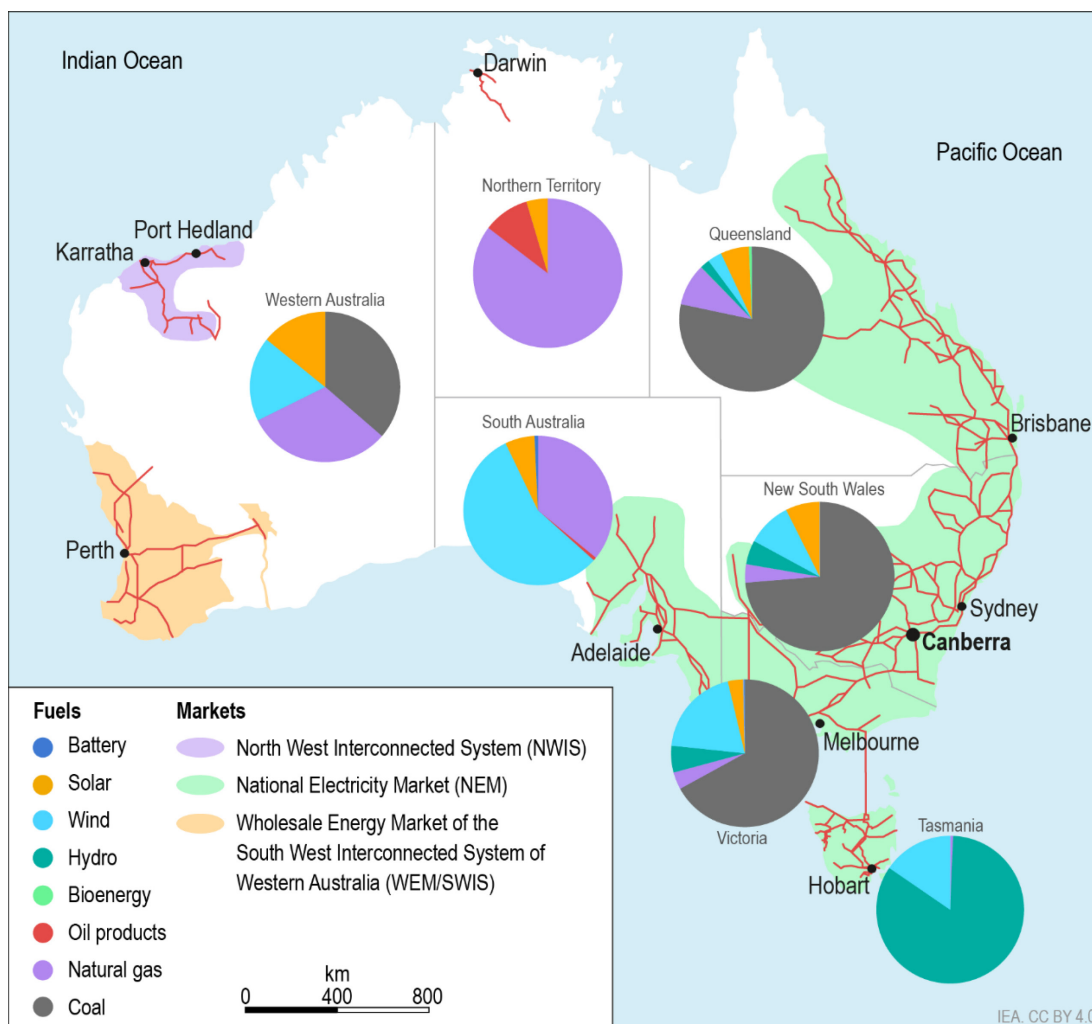 Indian Ocean
Darwin
Pacific Ocean
Northern Territory
Port Hedland
Queensland
Karratha
Western Australia
South Australia
Brisbane
New South Wales
Perth
Sydney
Adelaide
Canberra
Melbourne
Victoria
Tasmania
Hobart
Fuels
Battery
Solar
Wind
Hydro
Bioenergy
Oil products
Natural gas
Coal
Markets
North West Interconnected System (NWIS)
National Electricity Market (NEM)
Wholesale Energy Market of the
South West Interconnected System of
Western Australia (WEM/SWIS)
km
0 400 800
IEA. CC BY 4.0